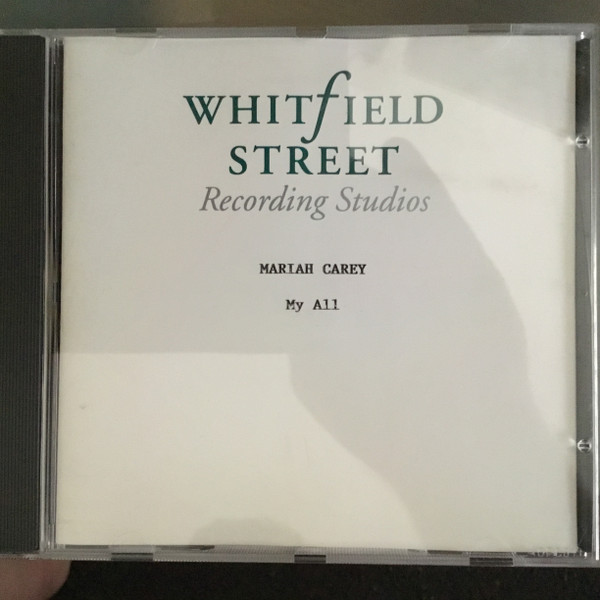 WHITfIELD
STREET
Recording Studios
MARIAH CAREY
My All